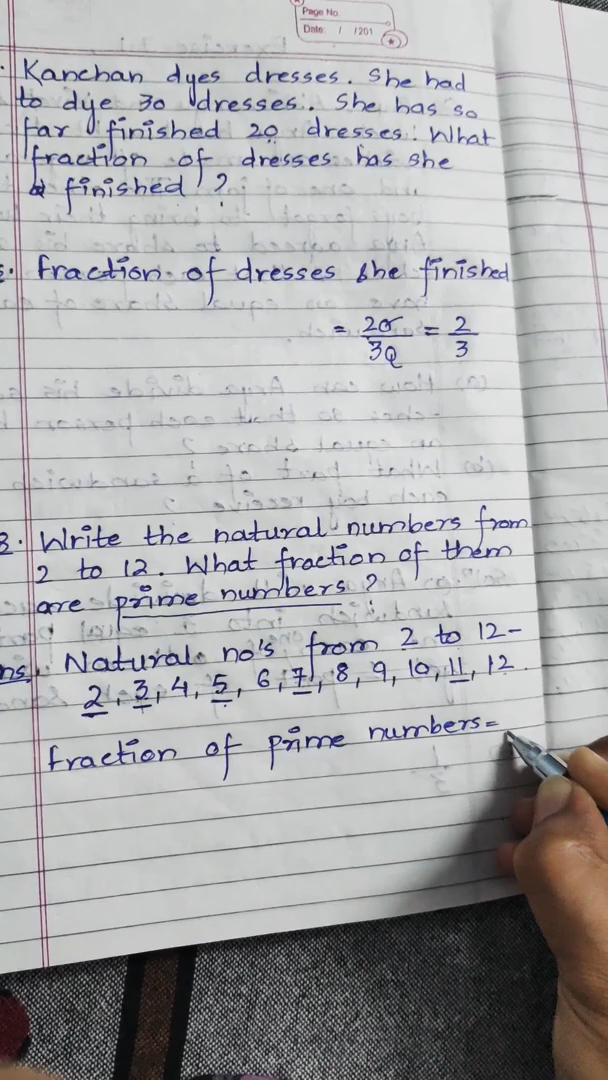 Page No.
Date: / /201
Kanchan dyes dresses. She had
to dye 30 dresses. She has so
far finished 20 dresses. What
fraction of dresses has she
finished ?
fraction of dresses she finished
= 20/30 = 2/3
8. Write the natural numbers from
2 to 12. What fraction of them
are prime numbers ?
ns. Natural no's from 2 to 12-
2, 3, 4, 5, 6, 7, 8, 9, 10, 11, 12.
fraction of prime numbers=